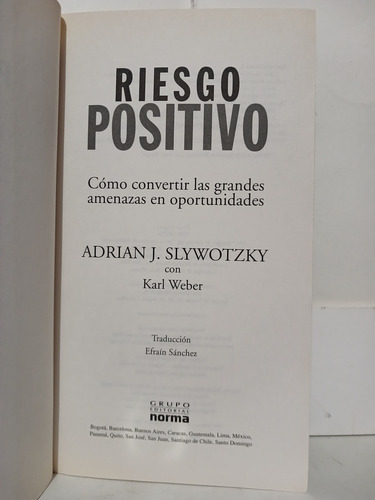 RIESGO
POSITIVO
Cómo convertir las grandes
amenazas en oportunidades
ADRIAN J. SLYWOTZKY
con
Karl Weber
Traducción
Efraín Sánchez
GRUPO
EDITORIAL
norma
Bogotá, Barcelona, Buenos Aires, Caracas, Guatemala, Lima, México,
Panamá, Quito, San José, San Juan, Santiago de Chile, Santo Domingo